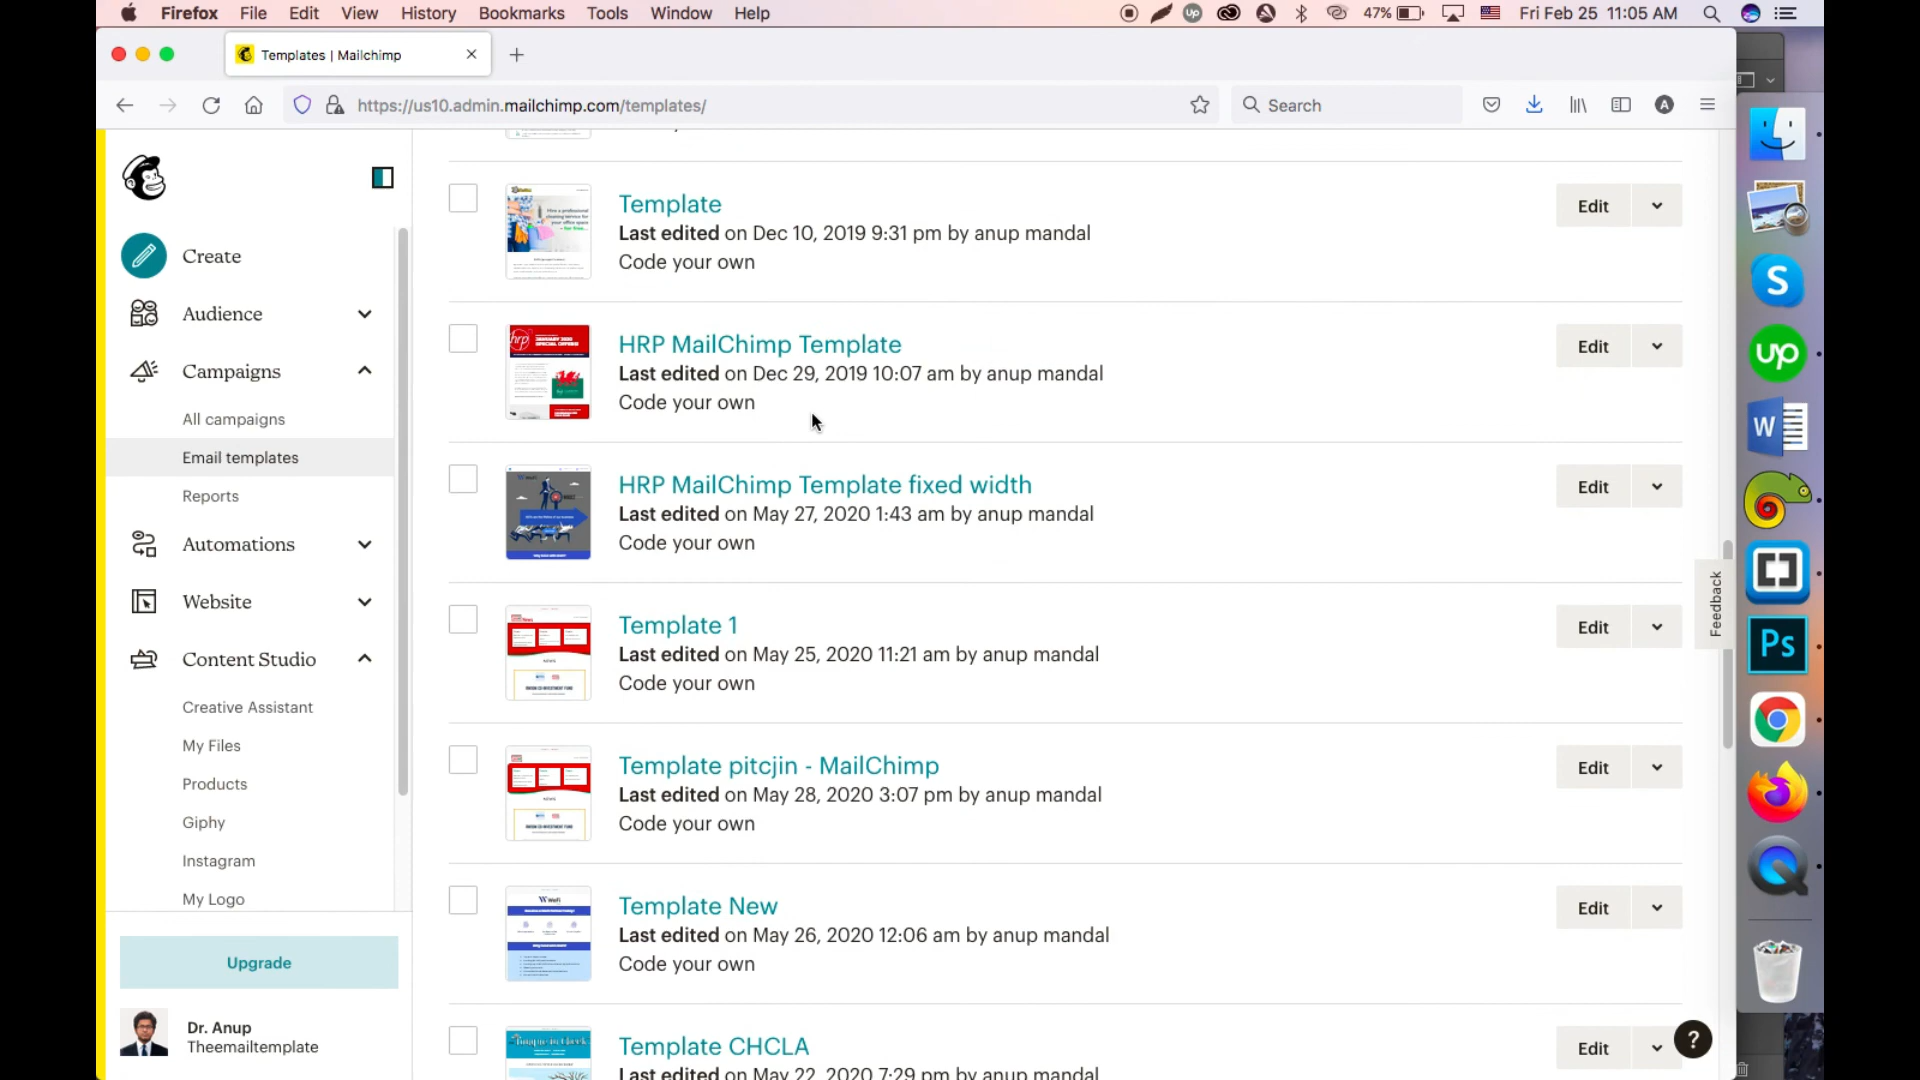 Firefox File Edit View History Bookmarks Tools Window Help 47% Fri Feb 25 11:05 AM
Templates | Mailchimp
https://us10.admin.mailchimp.com/templates/
Search
A
Create
Audience
Campaigns
All campaigns
Email templates
Reports
Automations
Website
Content Studio
Creative Assistant
My Files
Products
Giphy
Instagram
My Logo
Upgrade
Dr. Anup
Theemailtemplate
Template
Last edited on Dec 10, 2019 9:31 pm by anup mandal
Code your own
Edit
HRP MailChimp Template
Last edited on Dec 29, 2019 10:07 am by anup mandal
Code your own
Edit
HRP MailChimp Template fixed width
Last edited on May 27, 2020 1:43 am by anup mandal
Code your own
Edit
Template 1
Last edited on May 25, 2020 11:21 am by anup mandal
Code your own
Edit
Template pitcjin - MailChimp
Last edited on May 28, 2020 3:07 pm by anup mandal
Code your own
Edit
Template New
Last edited on May 26, 2020 12:06 am by anup mandal
Code your own
Edit
Template CHCLA
Last edited on May 22, 2020 7:29 pm by anup mandal
Edit
Feedback
?
S
up
W
Ps